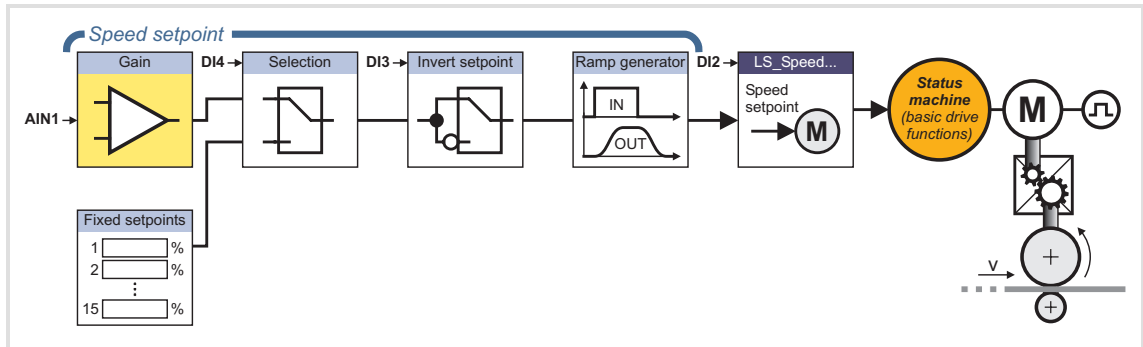 Speed setpoint
Gain
DI4
Selection
DI3
Invert setpoint
Ramp generator
DI2
LS_Speed...
AIN1
IN
OUT
Speed
setpoint
M
Status
machine
(basic drive
functions)
M
Fixed setpoints
1 %
2 %
⋮
15 %
v
+
+